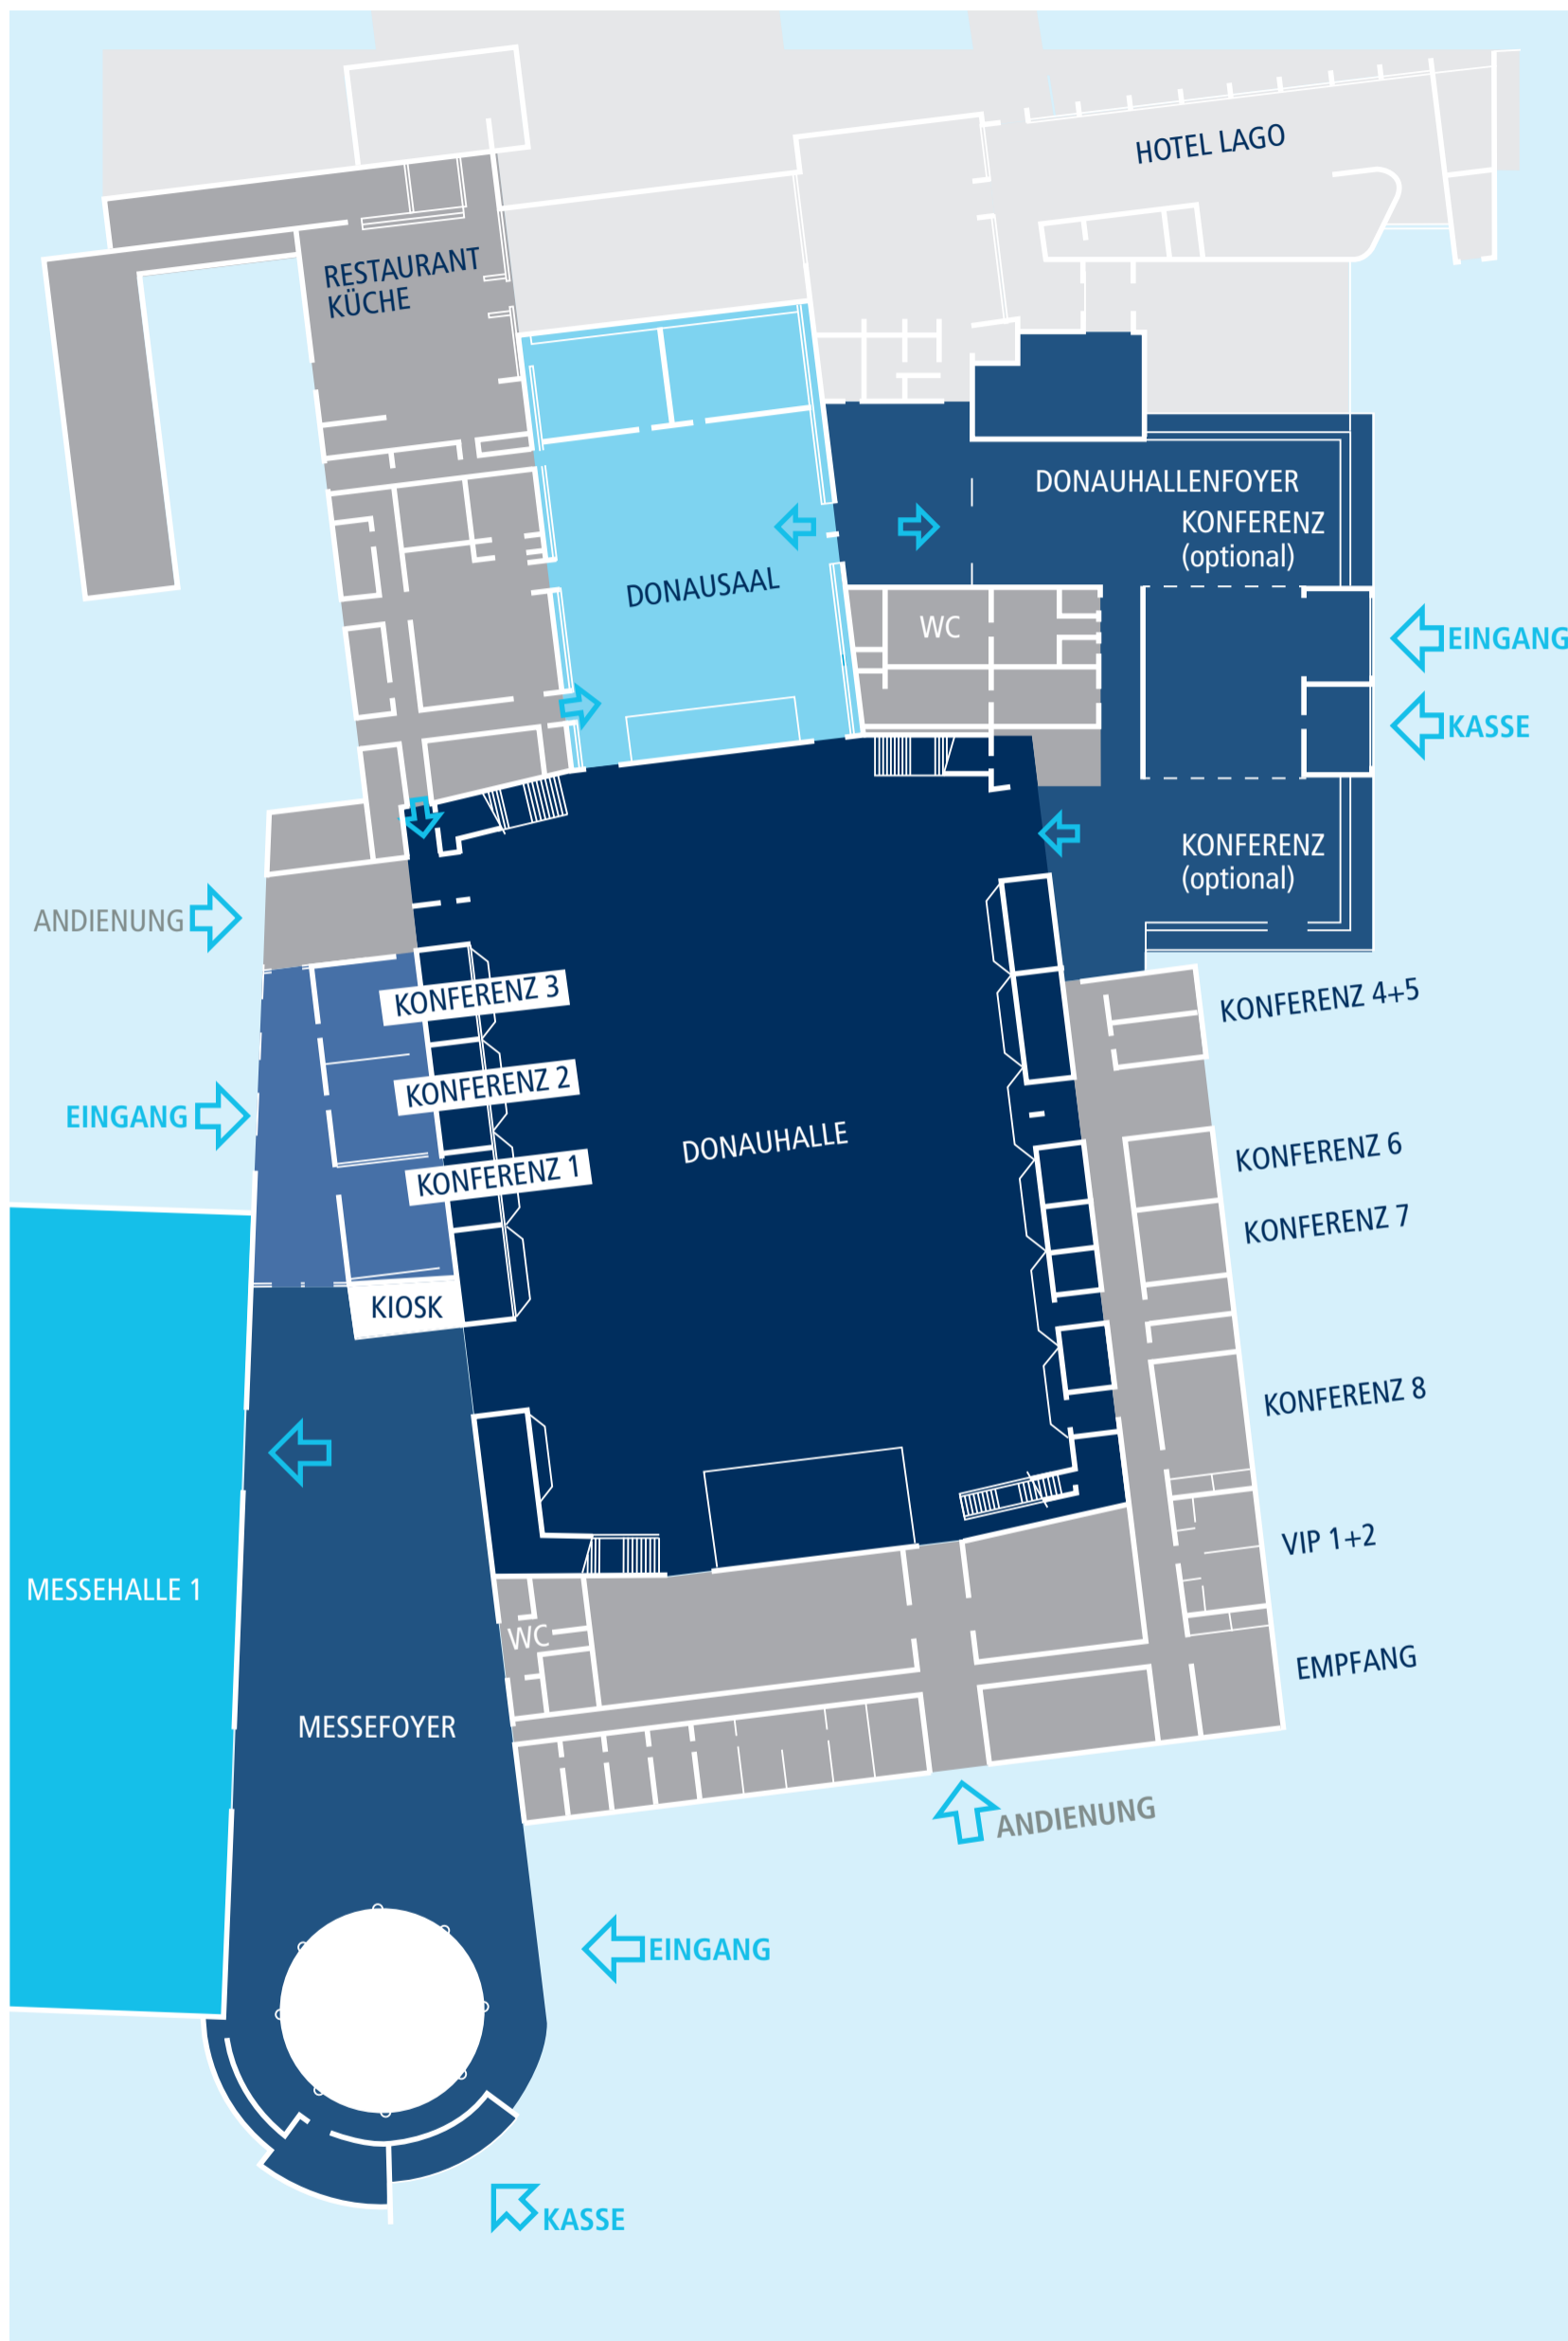 HOTEL LAGO
RESTAURANT
KÜCHE
DONAUHALLENFOYER
KONFERENZ
(optional)
DONAUSAAL
WC
EINGANG
KASSE
KONFERENZ
(optional)
ANDIENUNG
KONFERENZ 3
KONFERENZ 4+5
KONFERENZ 2
EINGANG
DONAUHALLE
KONFERENZ 6
KONFERENZ 1
KONFERENZ 7
KIOSK
KONFERENZ 8
MESSEHALLE 1
VIP 1+2
WC
EMPFANG
MESSEFOYER
ANDIENUNG
EINGANG
KASSE